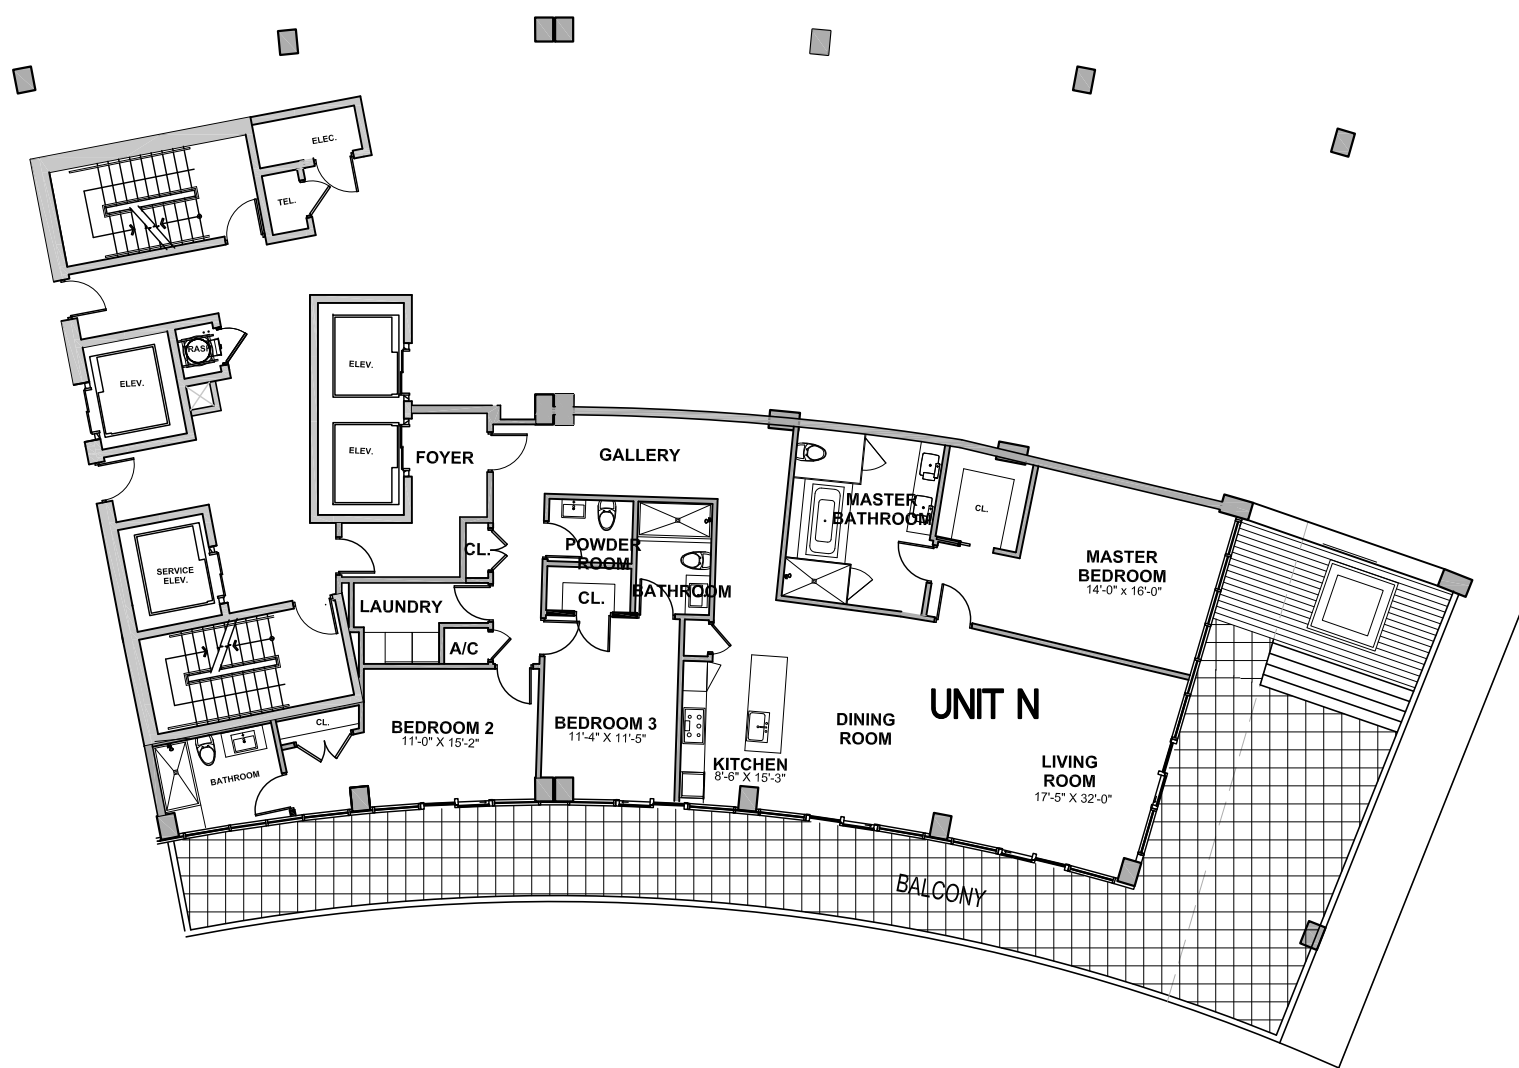 ELEC.
TEL.
TRASH
ELEV.
ELEV.
ELEV.
FOYER
GALLERY
MASTER
BATHROOM
CL.
MASTER
BEDROOM
14'-0" x 16'-0"
POWDER
ROOM
CL.
SERVICE
ELEV.
BATHROOM
CL.
LAUNDRY
A/C
UNIT N
DINING
ROOM
BEDROOM 2
11'-0" X 15'-2"
BEDROOM 3
11'-4" X 11'-5"
CL.
KITCHEN
8'-6" X 15'-3"
LIVING
ROOM
17'-5" X 32'-0"
BATHROOM
BALCONY